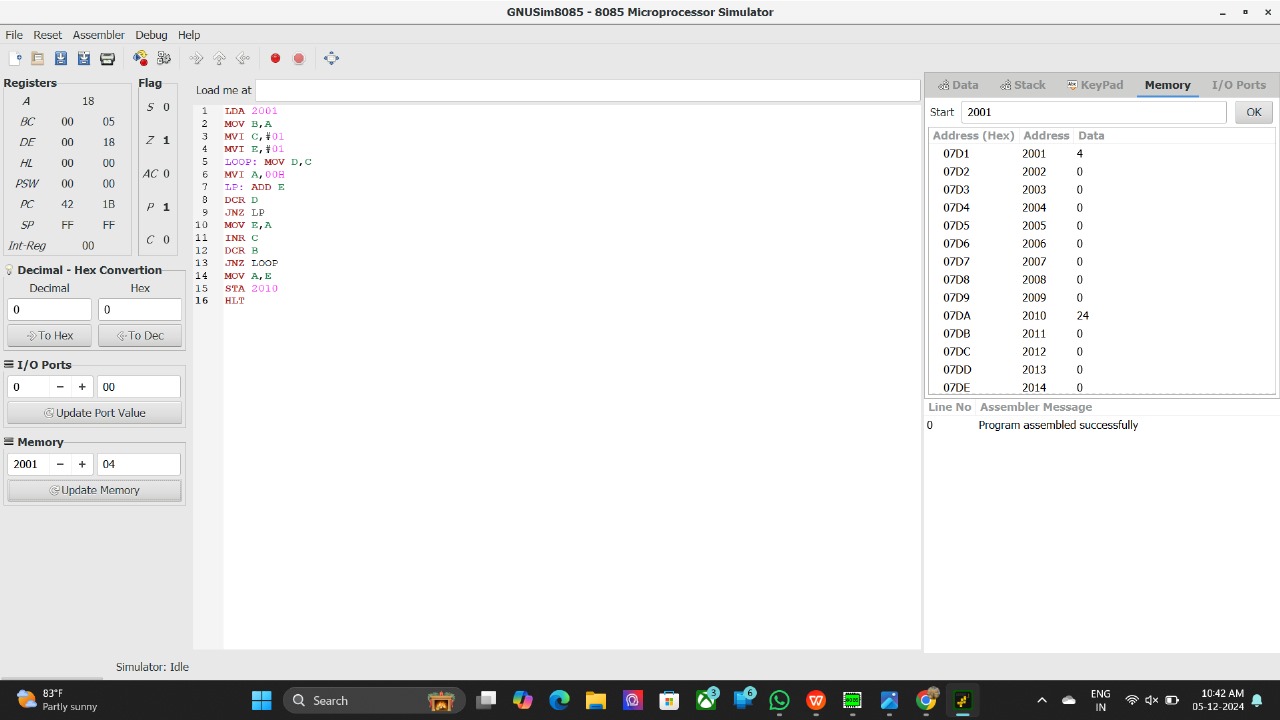 GNUSim8085 - 8085 Microprocessor Simulator
File Reset Assembler Debug Help
Registers
A 18
BC 00 05
DE 00 18
HL 00 00
PSW 00 00
PC 42 1B
SP FF FF
Int-Reg 00
Flag
S 0
Z 1
AC 0
P 1
C 0
Decimal - Hex Convertion
Decimal Hex
0 0
To Hex To Dec
I/O Ports
0 − + 00
Update Port Value
Memory
2001 − + 04
Update Memory
Load me at
1 LDA 2001
2 MOV B,A
3 MVI C,#01
4 MVI E,#01
5 LOOP: MOV D,C
6 MVI A,00H
7 LP: ADD E
8 DCR D
9 JNZ LP
10 MOV E,A
11 INR C
12 DCR B
13 JNZ LOOP
14 MOV A,E
15 STA 2010
16 HLT
Data Stack KeyPad Memory I/O Ports
Start 2001 OK
Address (Hex) Address Data
07D1 2001 4
07D2 2002 0
07D3 2003 0
07D4 2004 0
07D5 2005 0
07D6 2006 0
07D7 2007 0
07D8 2008 0
07D9 2009 0
07DA 2010 24
07DB 2011 0
07DC 2012 0
07DD 2013 0
07DE 2014 0
Line No Assembler Message
0 Program assembled successfully
Simulator: Idle
83°F
Partly sunny
Search
3
6
ENG
IN
10:42 AM
05-12-2024